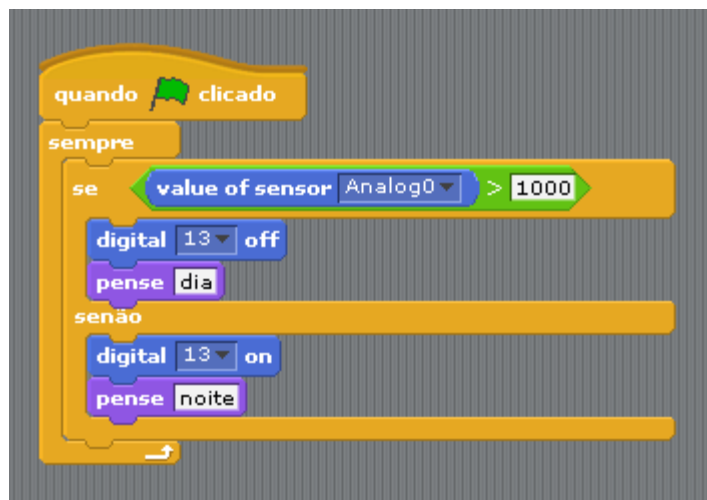 quando clicado
sempre
se value of sensor Analog0 > 1000
digital 13 off
pense dia
senão
digital 13 on
pense noite